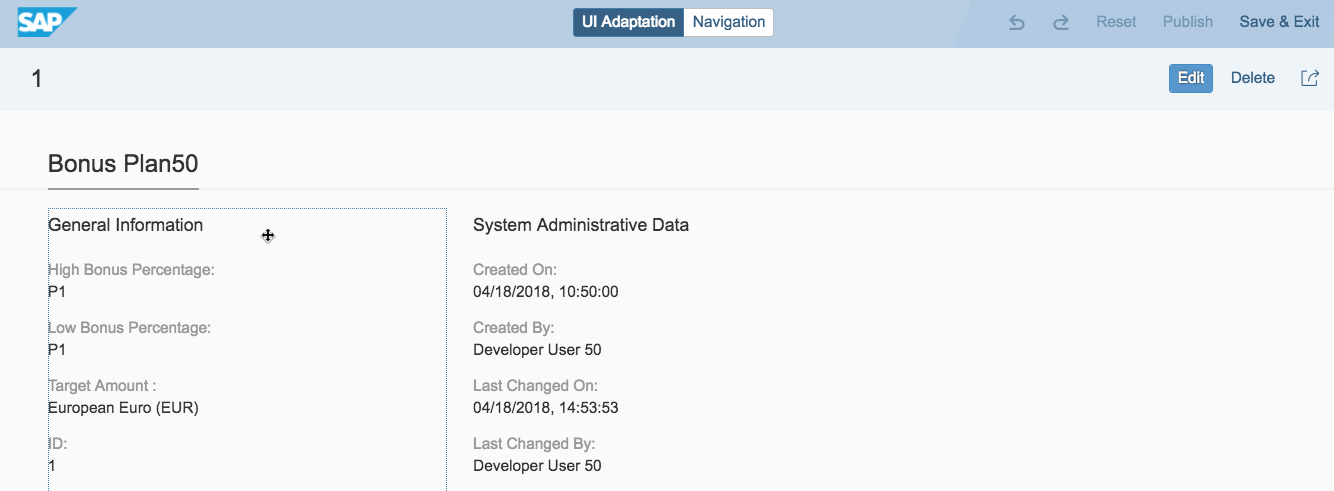 SAP UI Adaptation Navigation Reset Publish Save & Exit
1 Edit Delete
Bonus Plan50
General Information
High Bonus Percentage:
P1
Low Bonus Percentage:
P1
Target Amount :
European Euro (EUR)
ID:
1
System Administrative Data
Created On:
04/18/2018, 10:50:00
Created By:
Developer User 50
Last Changed On:
04/18/2018, 14:53:53
Last Changed By:
Developer User 50